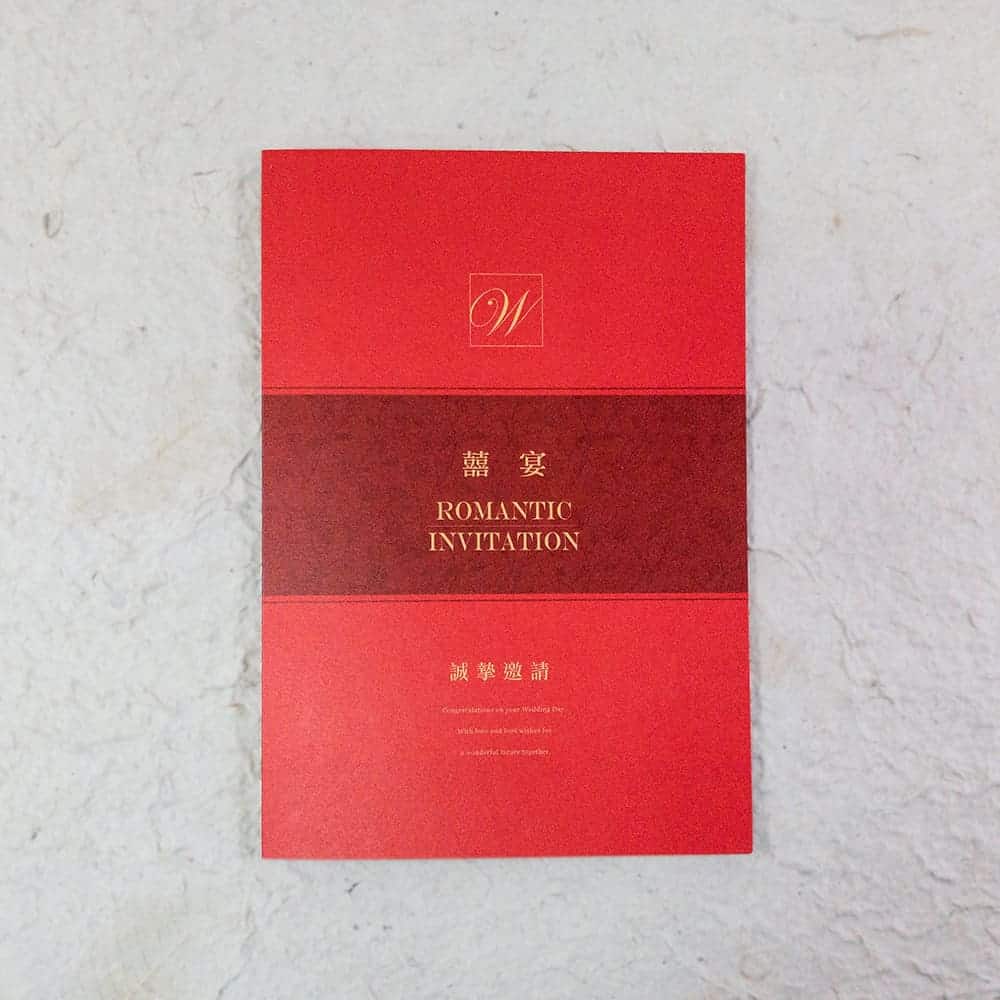 W
囍宴
ROMANTIC
INVITATION
誠摯邀請
Congratulations on your Wedding Day
With love and best wishes for
a wonderful future together.